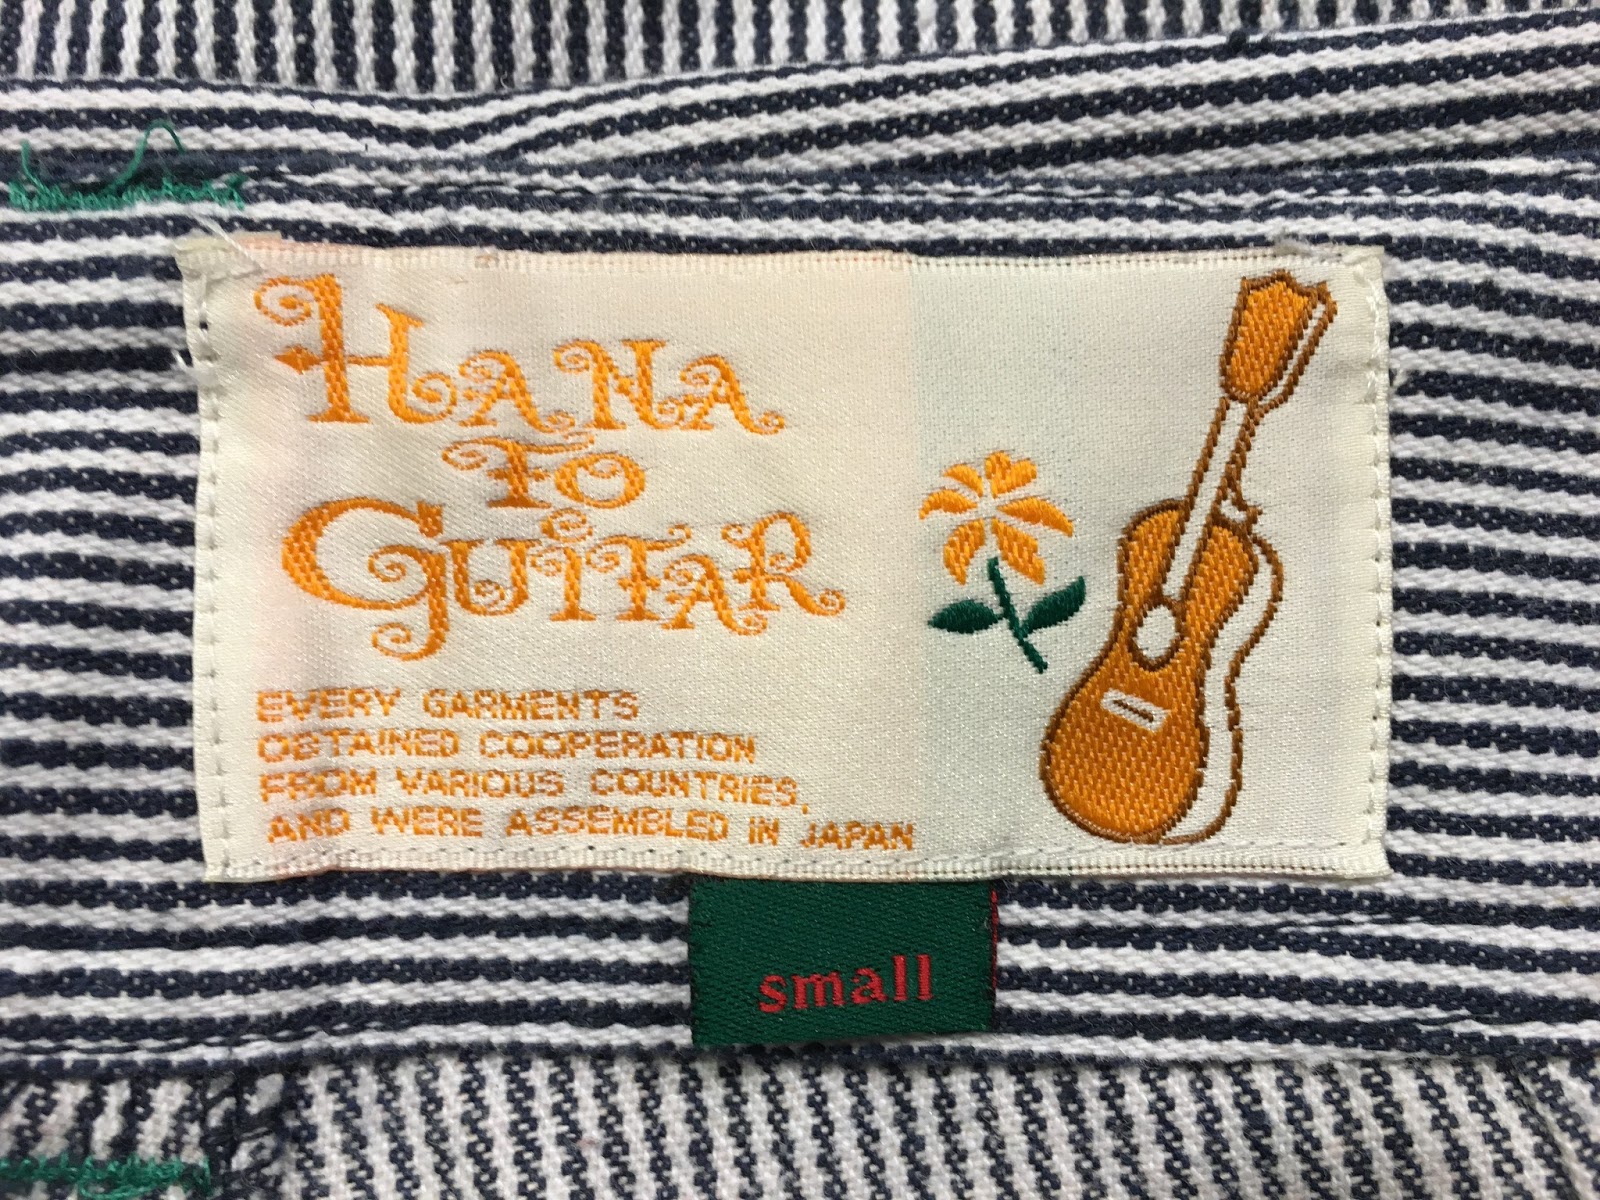 HANA
TO
GUITAR
EVERY GARMENTS
OBTAINED COOPERATION
FROM VARIOUS COUNTRIES,
AND WERE ASSEMBLED IN JAPAN
small